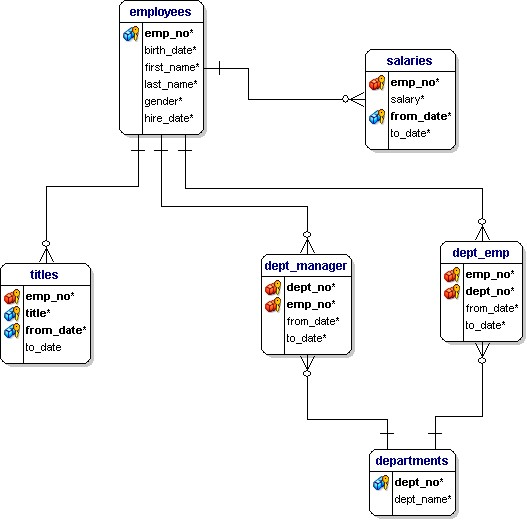 employees
emp_no*
birth_date*
first_name*
last_name*
gender*
hire_date*
salaries
emp_no*
salary*
from_date*
to_date*
titles
emp_no*
title*
from_date*
to_date
dept_manager
dept_no*
emp_no*
from_date*
to_date*
dept_emp
emp_no*
dept_no*
from_date*
to_date*
departments
dept_no*
dept_name*